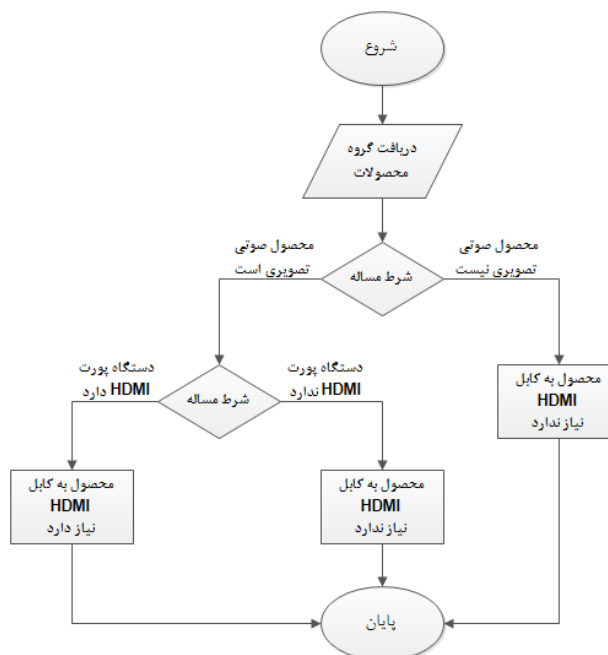 شروع
دریافت گروه
محصولات
محصول صوتی
تصویری است
شرط مساله
محصول صوتی
تصویری نیست
دستگاه پورت
HDMI دارد
شرط مساله
دستگاه پورت
HDMI ندارد
محصول به کابل
HDMI
نیاز ندارد
محصول به کابل
HDMI
نیاز دارد
محصول به کابل
HDMI
نیاز ندارد
پایان